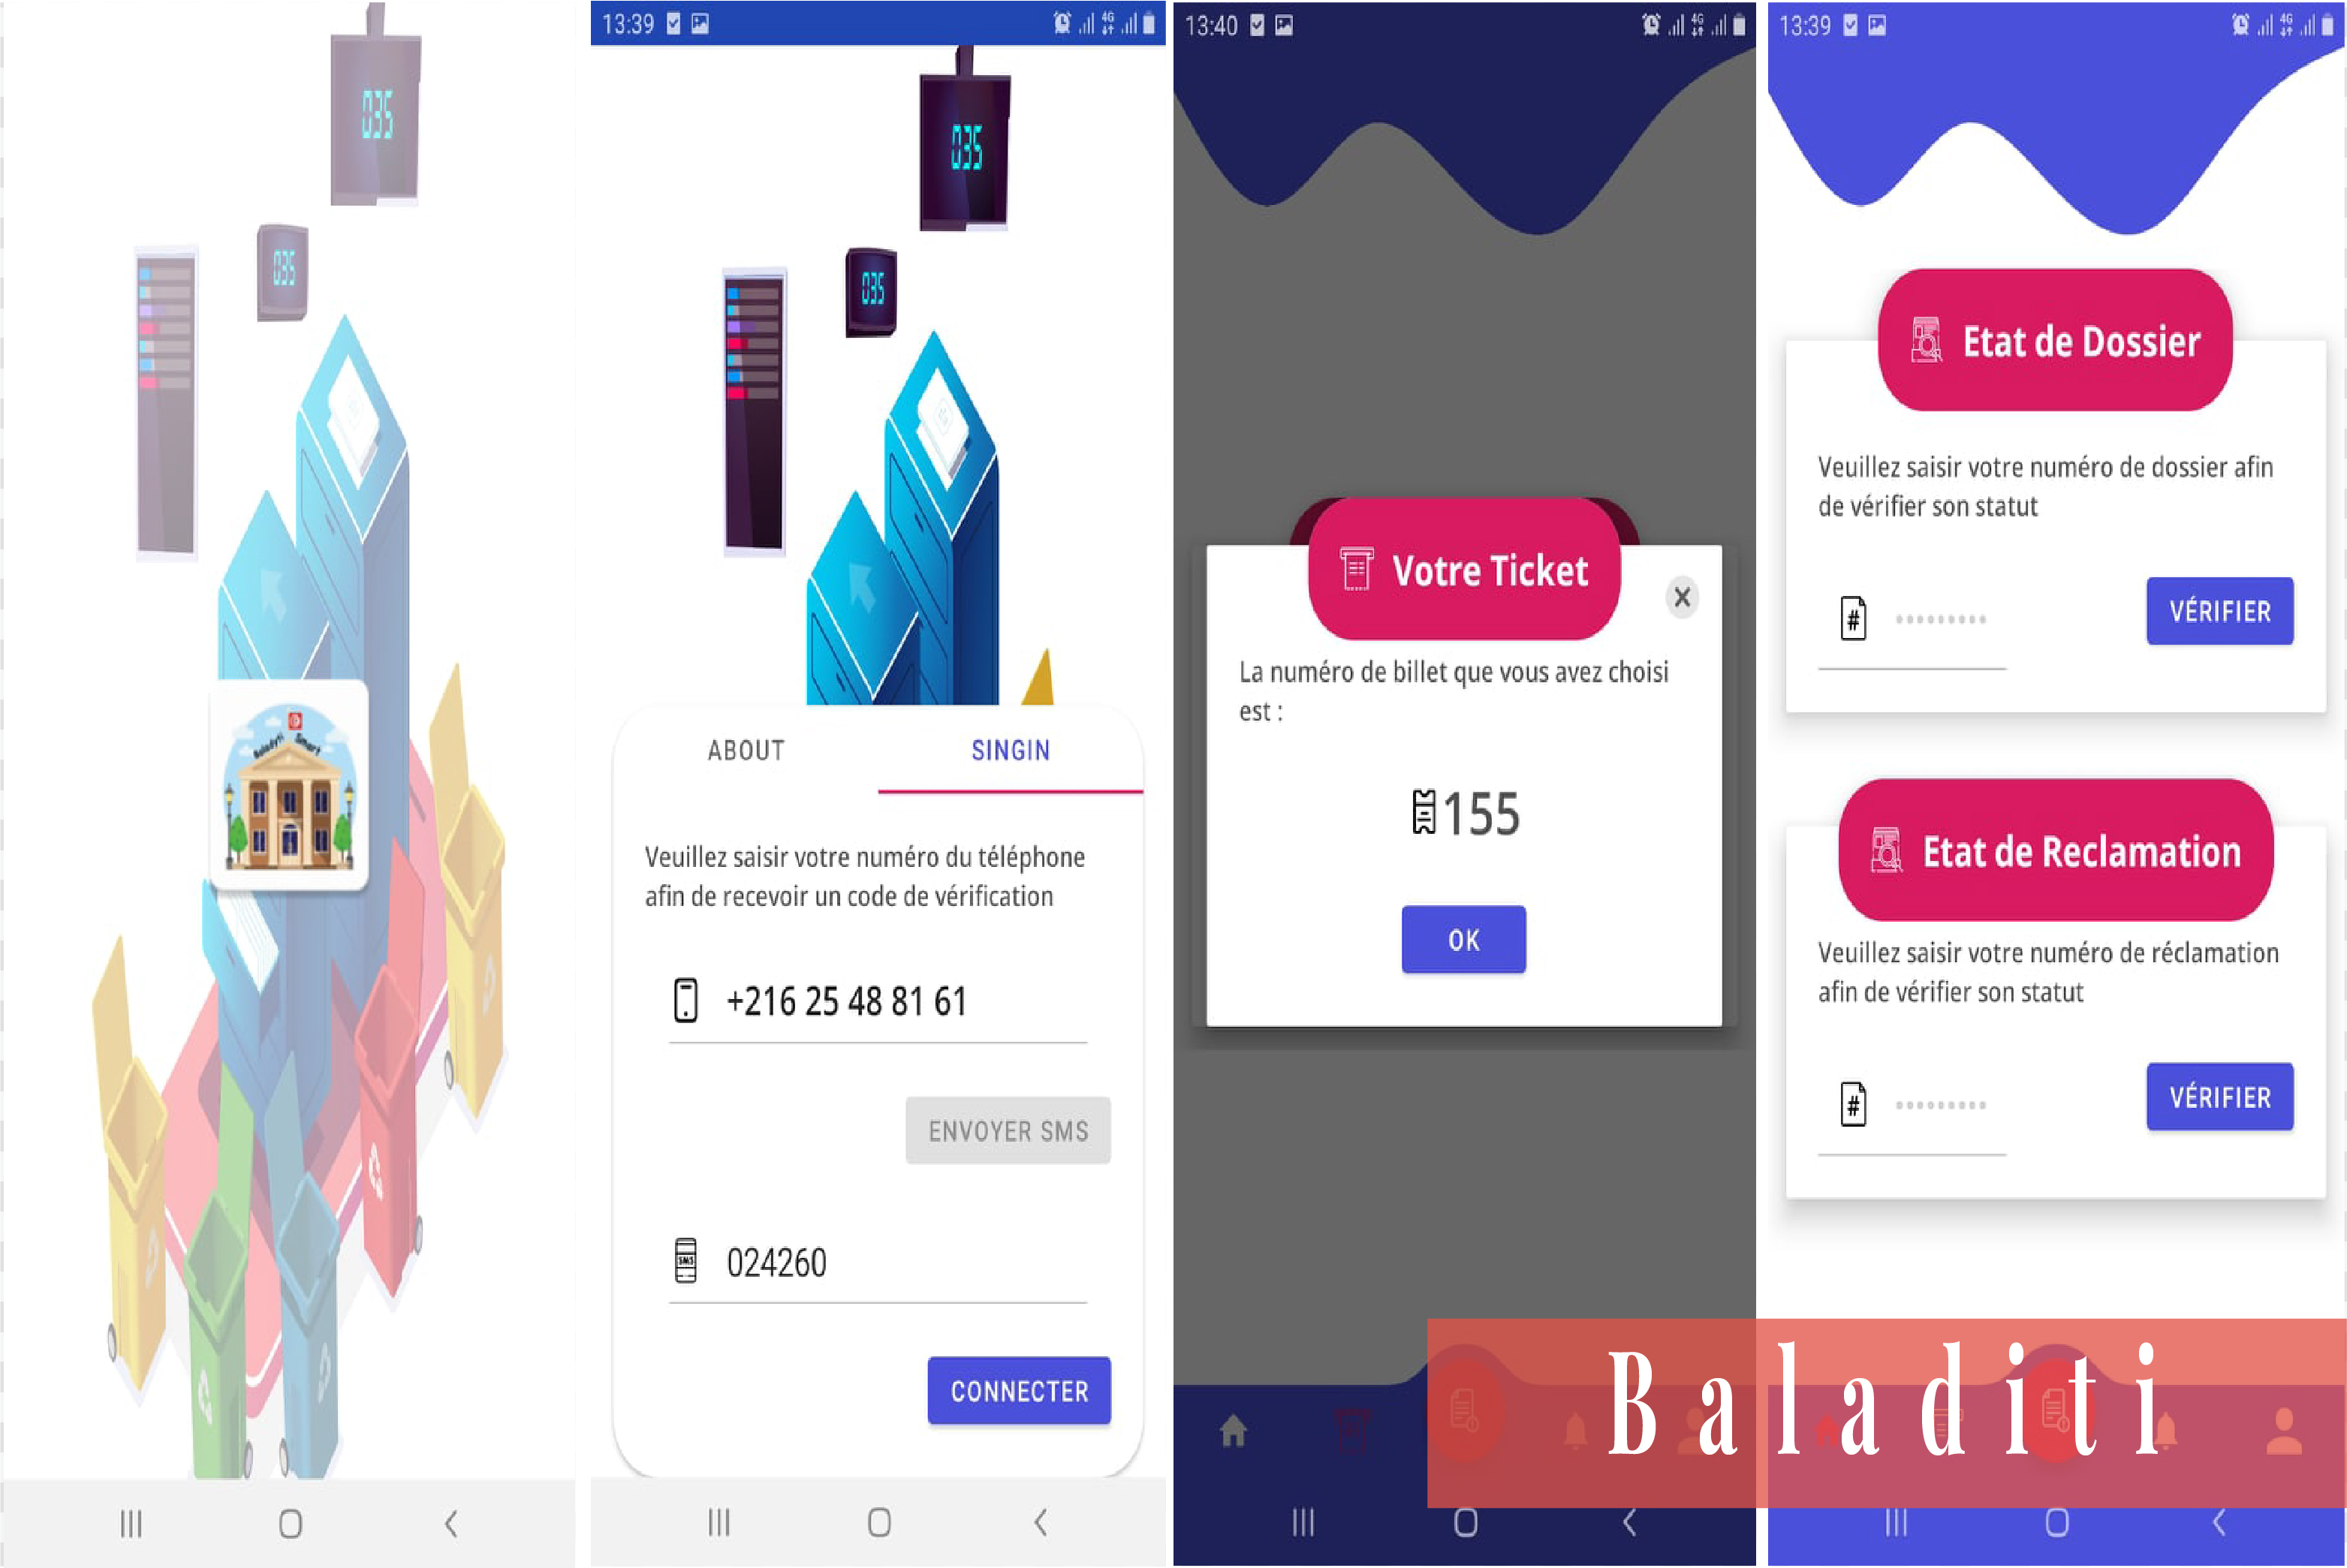 035
035
Baladyti Smart
13:39
4G
035
035
ABOUT
SINGIN
Veuillez saisir votre numéro du téléphone
afin de recevoir un code de vérification
+216 25 48 81 61
ENVOYER SMS
SMS
024260
CONNECTER
13:40
4G
Votre Ticket
X
La numéro de billet que vous avez choisi
est :
155
OK
13:39
4G
Etat de Dossier
Veuillez saisir votre numéro de dossier afin
de vérifier son statut
#
VÉRIFIER
Etat de Reclamation
Veuillez saisir votre numéro de réclamation
afin de vérifier son statut
#
VÉRIFIER
Baladiti